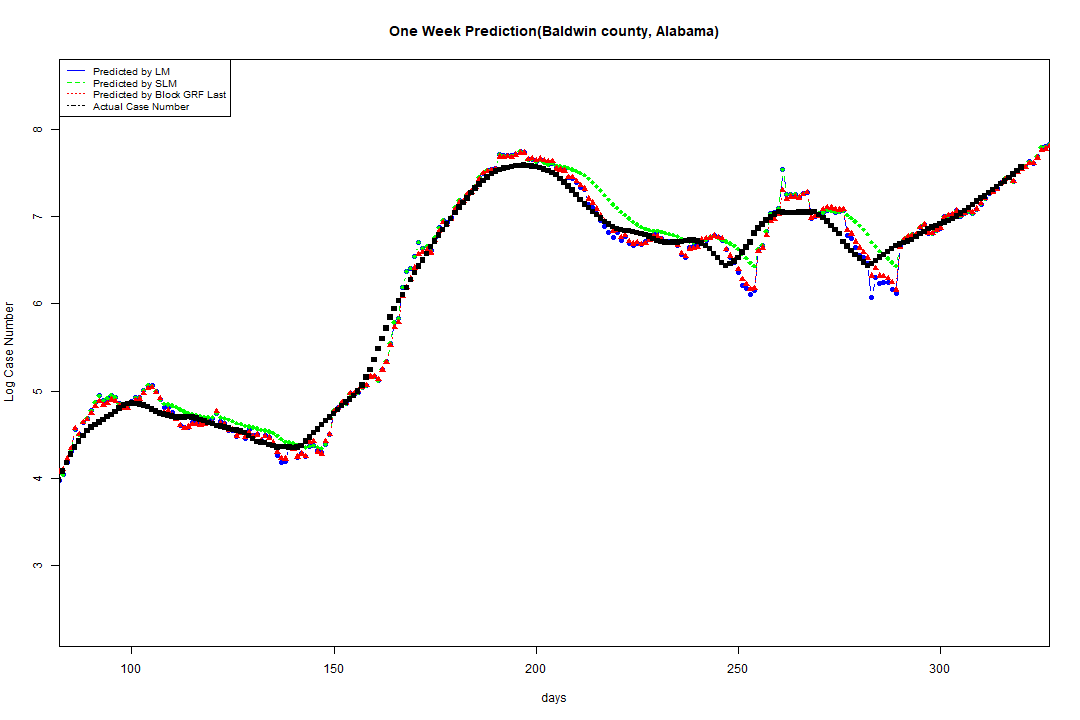 One Week Prediction(Baldwin county, Alabama)
Predicted by LM
Predicted by SLM
Predicted by Block GRF Last
Actual Case Number
8
7
6
5
4
3
Log Case Number
100 150 200 250 300
days